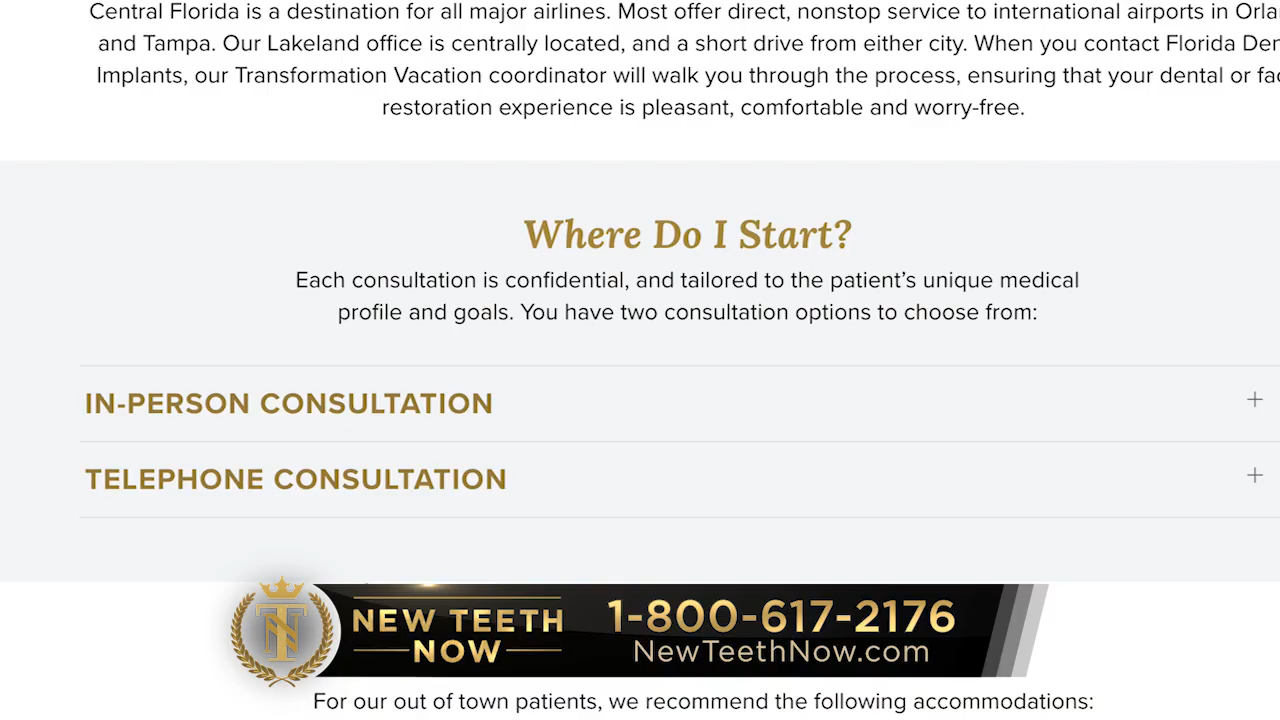 Central Florida is a destination for all major airlines. Most offer direct, nonstop service to international airports in
and Tampa. Our Lakeland office is centrally located, and a short drive from either city. When you contact Florida
Implants, our Transformation Vacation coordinator will walk you through the process, ensuring that your dental or
restoration experience is pleasant, comfortable and worry-free.
Where Do I Start?
Each consultation is confidential, and tailored to the patient's unique medical
profile and goals. You have two consultation options to choose from:
IN-PERSON CONSULTATION +
TELEPHONE CONSULTATION +
NEW TEETH
NOW
1-800-617-2176
NewTeethNow.com
For our out of town patients, we recommend the following accommodations: